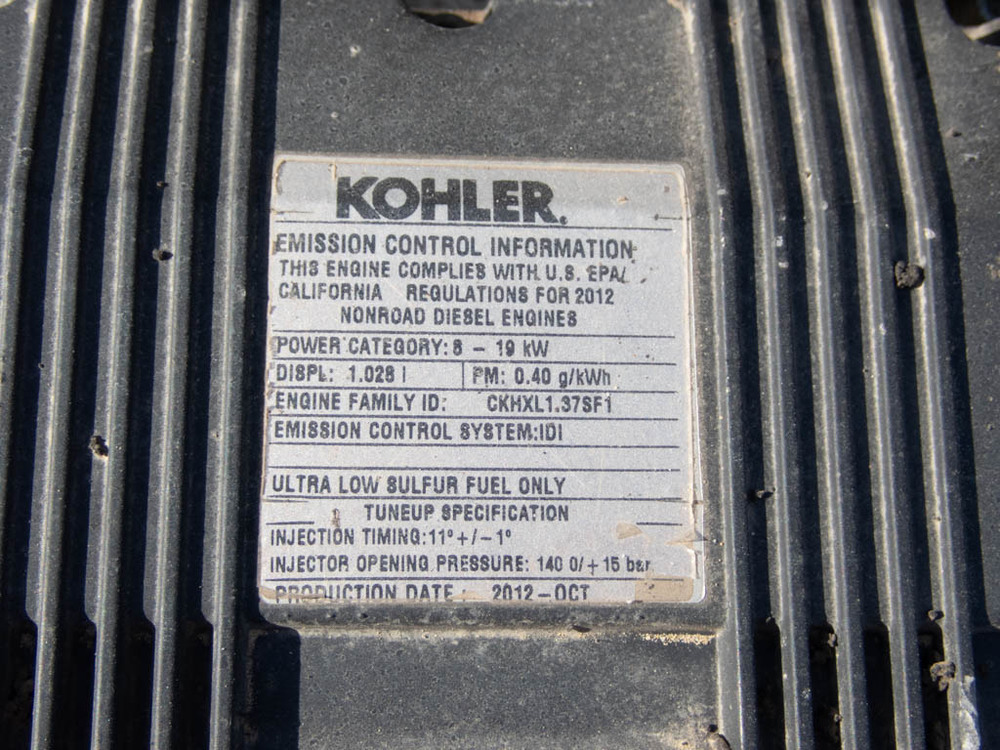 KOHLER.
EMISSION CONTROL INFORMATION
THIS ENGINE COMPLIES WITH U.S. EPA/
CALIFORNIA REGULATIONS FOR 2012
NONROAD DIESEL ENGINES
POWER CATEGORY: 8 – 19 kW
DISPL: 1.028 l PM: 0.40 g/kWh
ENGINE FAMILY ID: CKHXL1.37SF1
EMISSION CONTROL SYSTEM:IDI
ULTRA LOW SULFUR FUEL ONLY
TUNEUP SPECIFICATION
INJECTION TIMING:11°+/–1°
INJECTOR OPENING PRESSURE: 140 0/+15 bar
PRODUCTION DATE: 2012–OCT